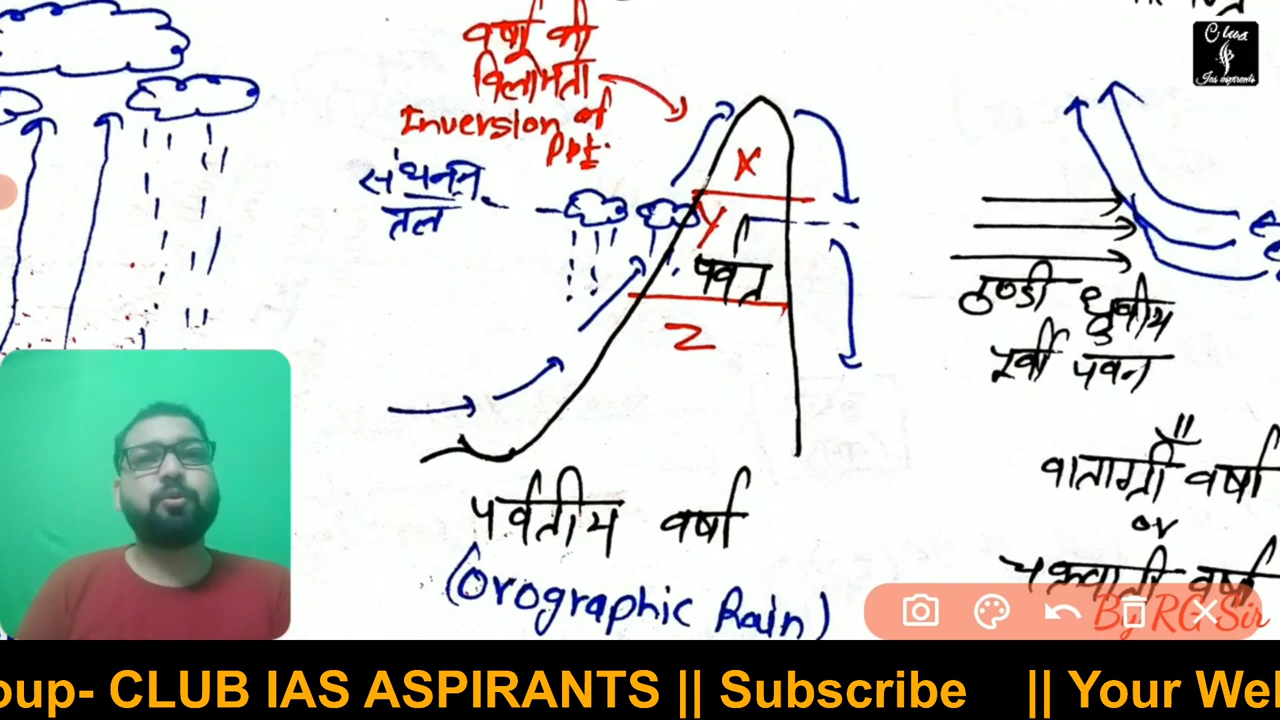 वर्षा की
विलोमता
Inversion of
ppt.
संघनन
तल
X
Y
पर्वत
Z
पर्वतीय वर्षा
(Orographic Rain)
ठण्डी ध्रुवीय
पूर्वी पवन
वाताग्री वर्षा
or
चक्रवाती वर्षा
By RG Sir
Club
Ias aspirants
oup- CLUB IAS ASPIRANTS || Subscribe || Your Wel